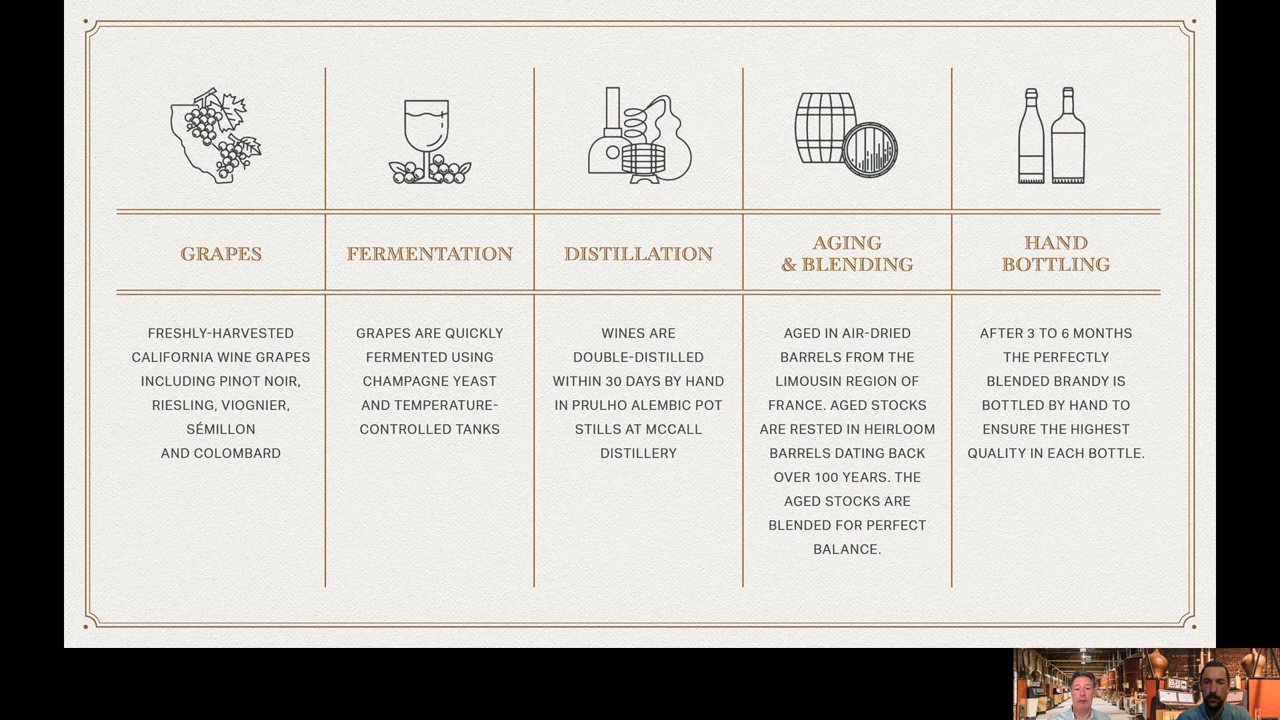 GRAPES
FRESHLY-HARVESTED
CALIFORNIA WINE GRAPES
INCLUDING PINOT NOIR,
RIESLING, VIOGNIER,
SÉMILLON
AND COLOMBARD
FERMENTATION
GRAPES ARE QUICKLY
FERMENTED USING
CHAMPAGNE YEAST
AND TEMPERATURE-
CONTROLLED TANKS
DISTILLATION
WINES ARE
DOUBLE-DISTILLED
WITHIN 30 DAYS BY HAND
IN PRULHO ALEMBIC POT
STILLS AT MCCALL
DISTILLERY
AGING
& BLENDING
AGED IN AIR-DRIED
BARRELS FROM THE
LIMOUSIN REGION OF
FRANCE. AGED STOCKS
ARE RESTED IN HEIRLOOM
BARRELS DATING BACK
OVER 100 YEARS. THE
AGED STOCKS ARE
BLENDED FOR PERFECT
BALANCE.
HAND
BOTTLING
AFTER 3 TO 6 MONTHS
THE PERFECTLY
BLENDED BRANDY IS
BOTTLED BY HAND TO
ENSURE THE HIGHEST
QUALITY IN EACH BOTTLE.